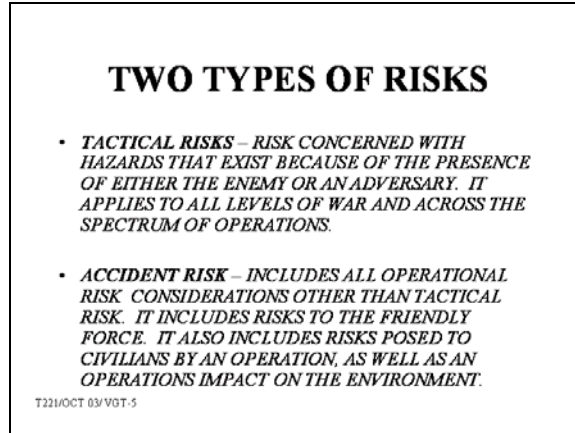 TWO TYPES OF RISKS
• TACTICAL RISKS – RISK CONCERNED WITH
HAZARDS THAT EXIST BECAUSE OF THE PRESENCE
OF EITHER THE ENEMY OR AN ADVERSARY. IT
APPLIES TO ALL LEVELS OF WAR AND ACROSS THE
SPECTRUM OF OPERATIONS.
• ACCIDENT RISK – INCLUDES ALL OPERATIONAL
RISK CONSIDERATIONS OTHER THAN TACTICAL
RISK. IT INCLUDES RISKS TO THE FRIENDLY
FORCE. IT ALSO INCLUDES RISKS POSED TO
CIVILIANS BY AN OPERATION, AS WELL AS AN
OPERATIONS IMPACT ON THE ENVIRONMENT.
T221/OCT 03/ VGT-5